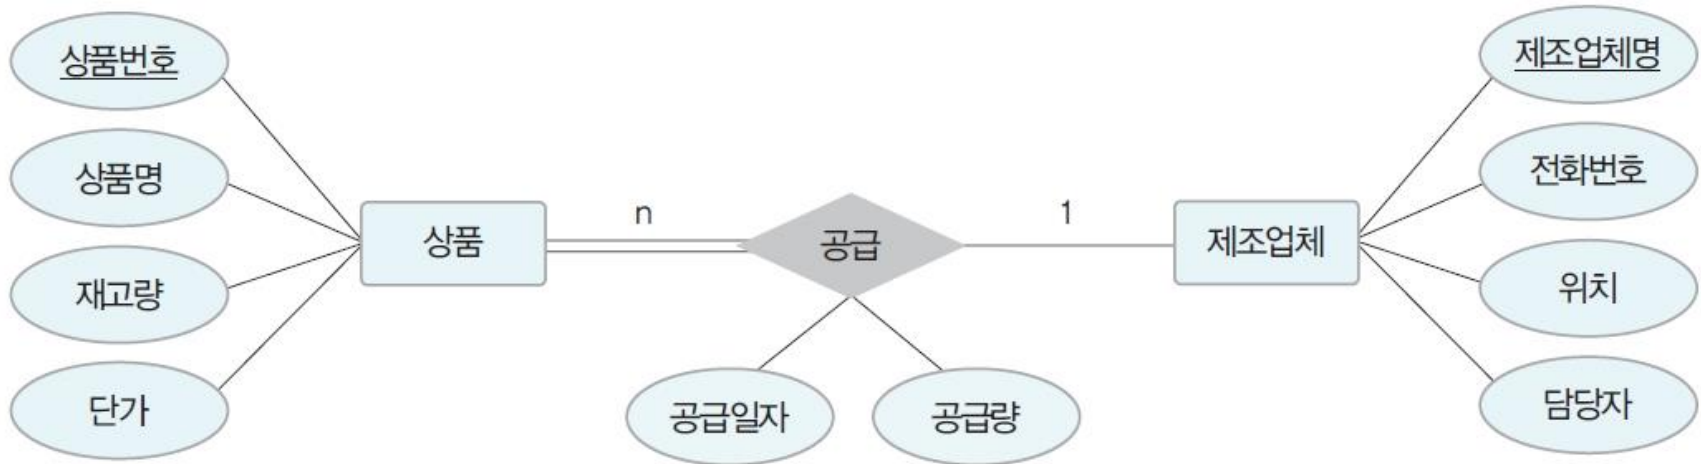 상품번호
상품명
재고량
단가
상품
n
공급
1
제조업체
공급일자
공급량
제조업체명
전화번호
위치
담당자